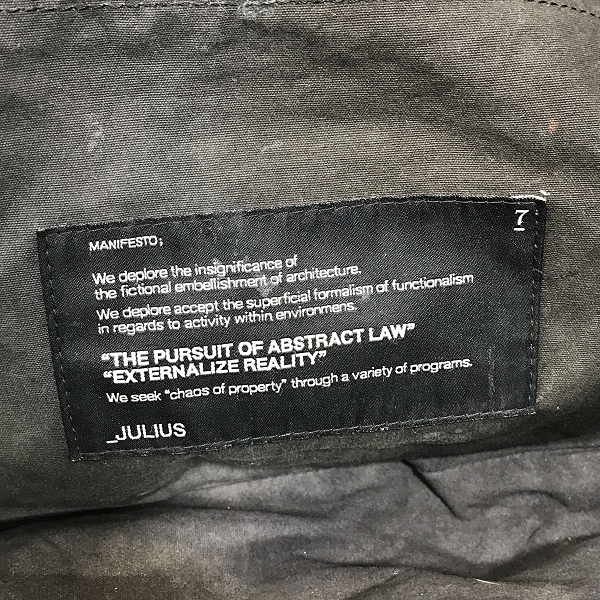 7
MANIFESTO;
We deplore the insignificance of
the fictional embellishment of architecture.
We deplore accept the superficial formalism of functionalism
in regards to activity within environmens.
“THE PURSUIT OF ABSTRACT LAW”
“EXTERNALIZE REALITY”
We seek “chaos of property” through a variety of programs.
_JULIUS